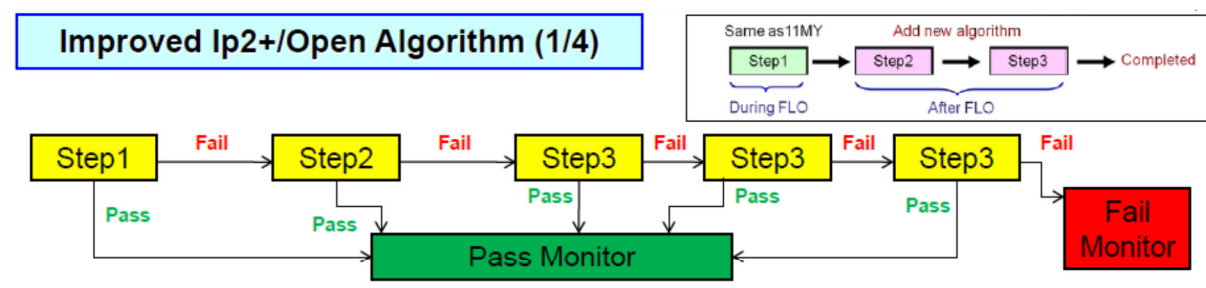 Improved Ip2+/Open Algorithm (1/4)
Same as11MY
Add new algorithm
Step1
Step2
Step3
Completed
During FLO
After FLO
Step1
Fail
Step2
Fail
Step3
Fail
Step3
Fail
Step3
Fail
Pass
Pass
Pass
Pass
Pass
Pass Monitor
Fail
Monitor